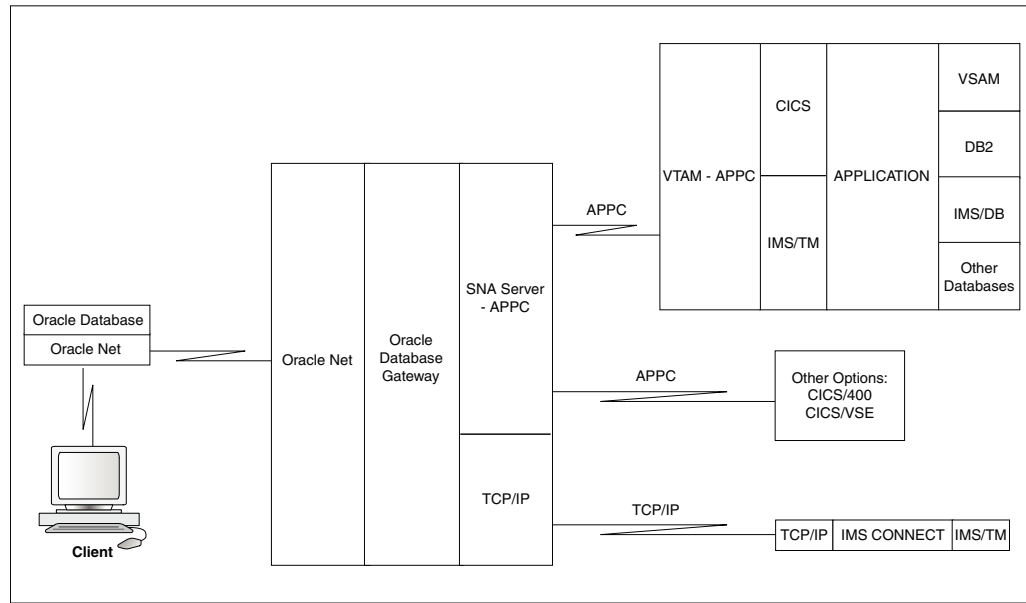 VTAM - APPC
CICS
IMS/TM
APPLICATION
VSAM
DB2
IMS/DB
Other
Databases
APPC
Oracle Database
Oracle Net
Client
Oracle Net
Oracle
Database
Gateway
SNA Server
- APPC
TCP/IP
APPC
Other Options:
CICS/400
CICS/VSE
TCP/IP
TCP/IP
IMS CONNECT
IMS/TM